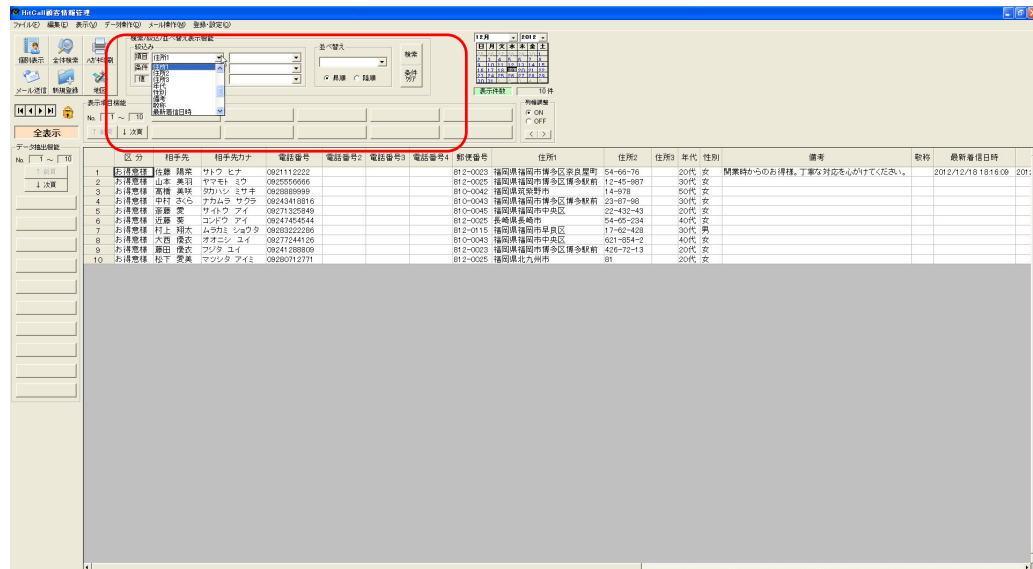 HitCall顧客情報管理
ファイル(F) 編集(E) 表示(V) データ操作(D) メール操作(M) 登録・設定(O)
個別表示 全体検索 ハガキ印刷
メール送信 新規登録 地図
検索/絞込/並べ替え表示機能
絞込み
項目 住所1
条件
値
住所1
住所2
住所3
年代
性別
備考
敬称
最新着信日時
並べ替え
昇順 降順
検索
条件クリア
12月 2012
日 月 火 水 木 金 土
表示件数 10 件
全表示
表示項目機能
No. 1 ～ 10
↑ 前頁 ↓ 次頁
列幅調整
ON
OFF
< >
データ抽出機能
No. 1 ～ 10
↑ 前頁
↓ 次頁
区分 相手先 相手先カナ 電話番号 電話番号2 電話番号3 電話番号4 郵便番号 住所1 住所2 住所3 年代 性別 備考 敬称 最新着信日時
1 お得意様 佐藤 陽菜 サトウ ヒナ 0921112222 812-0023 福岡県福岡市博多区奈良屋町 54-66-76 20代 女 開業時からのお得様。丁寧な対応を心がけてください。 2012/12/18 18:16:09 2012
2 お得意様 山本 美羽 ヤマモト ミウ 0925556666 812-0025 福岡県福岡市博多区博多駅前 12-45-987 30代 女
3 お得意様 高橋 美咲 タカハシ ミサキ 0928889999 810-0042 福岡県筑紫野市 14-978 50代 女
4 お得意様 中村 さくら ナカムラ サクラ 09243418816 810-0043 福岡県福岡市博多区博多駅前 23-87-98 30代 女
5 お得意様 斎藤 愛 サイトウ アイ 09271325849 810-0045 福岡県福岡市中央区 22-432-43 20代 女
6 お得意様 近藤 葵 コンドウ アイ 09247454544 812-0025 長崎県長崎市 54-65-234 40代 女
7 お得意様 村上 翔太 ムラカミ ショウタ 09283222286 812-0115 福岡県福岡市早良区 17-62-428 30代 男
8 お得意様 大西 優衣 オオニシ ユイ 09277244126 810-0043 福岡県福岡市中央区 621-854-2 40代 女
9 お得意様 藤田 優衣 フジタ ユイ 09241288809 812-0023 福岡県福岡市博多区博多駅前 426-72-13 20代 女
10 お得意様 松下 愛美 マツシタ アイミ 09280712771 812-0025 福岡県北九州市 81 20代 女